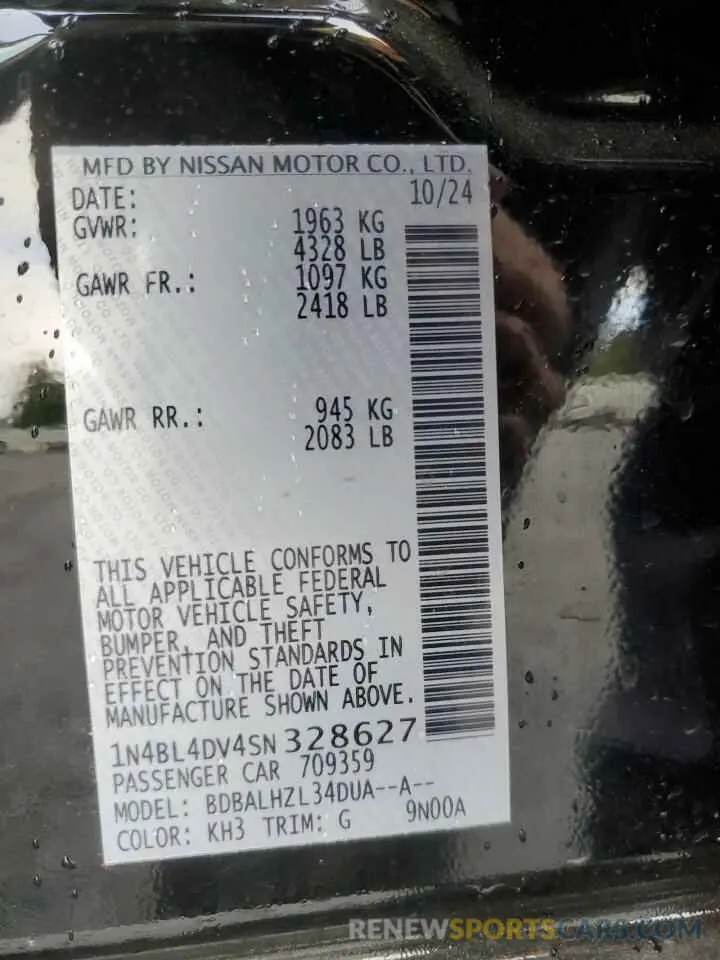 MFD BY NISSAN MOTOR CO., LTD.
DATE: 10/24
GVWR: 1963 KG
4328 LB
GAWR FR.: 1097 KG
2418 LB
GAWR RR.: 945 KG
2083 LB
THIS VEHICLE CONFORMS TO
ALL APPLICABLE FEDERAL
MOTOR VEHICLE SAFETY,
BUMPER, AND THEFT
PREVENTION STANDARDS IN
EFFECT ON THE DATE OF
MANUFACTURE SHOWN ABOVE.
1N4BL4DV4SN 328627
PASSENGER CAR 709359
MODEL: BDBALHZL34DUA--A--
COLOR: KH3 TRIM: G 9N00A
RENEWSPORTSCARS.COM